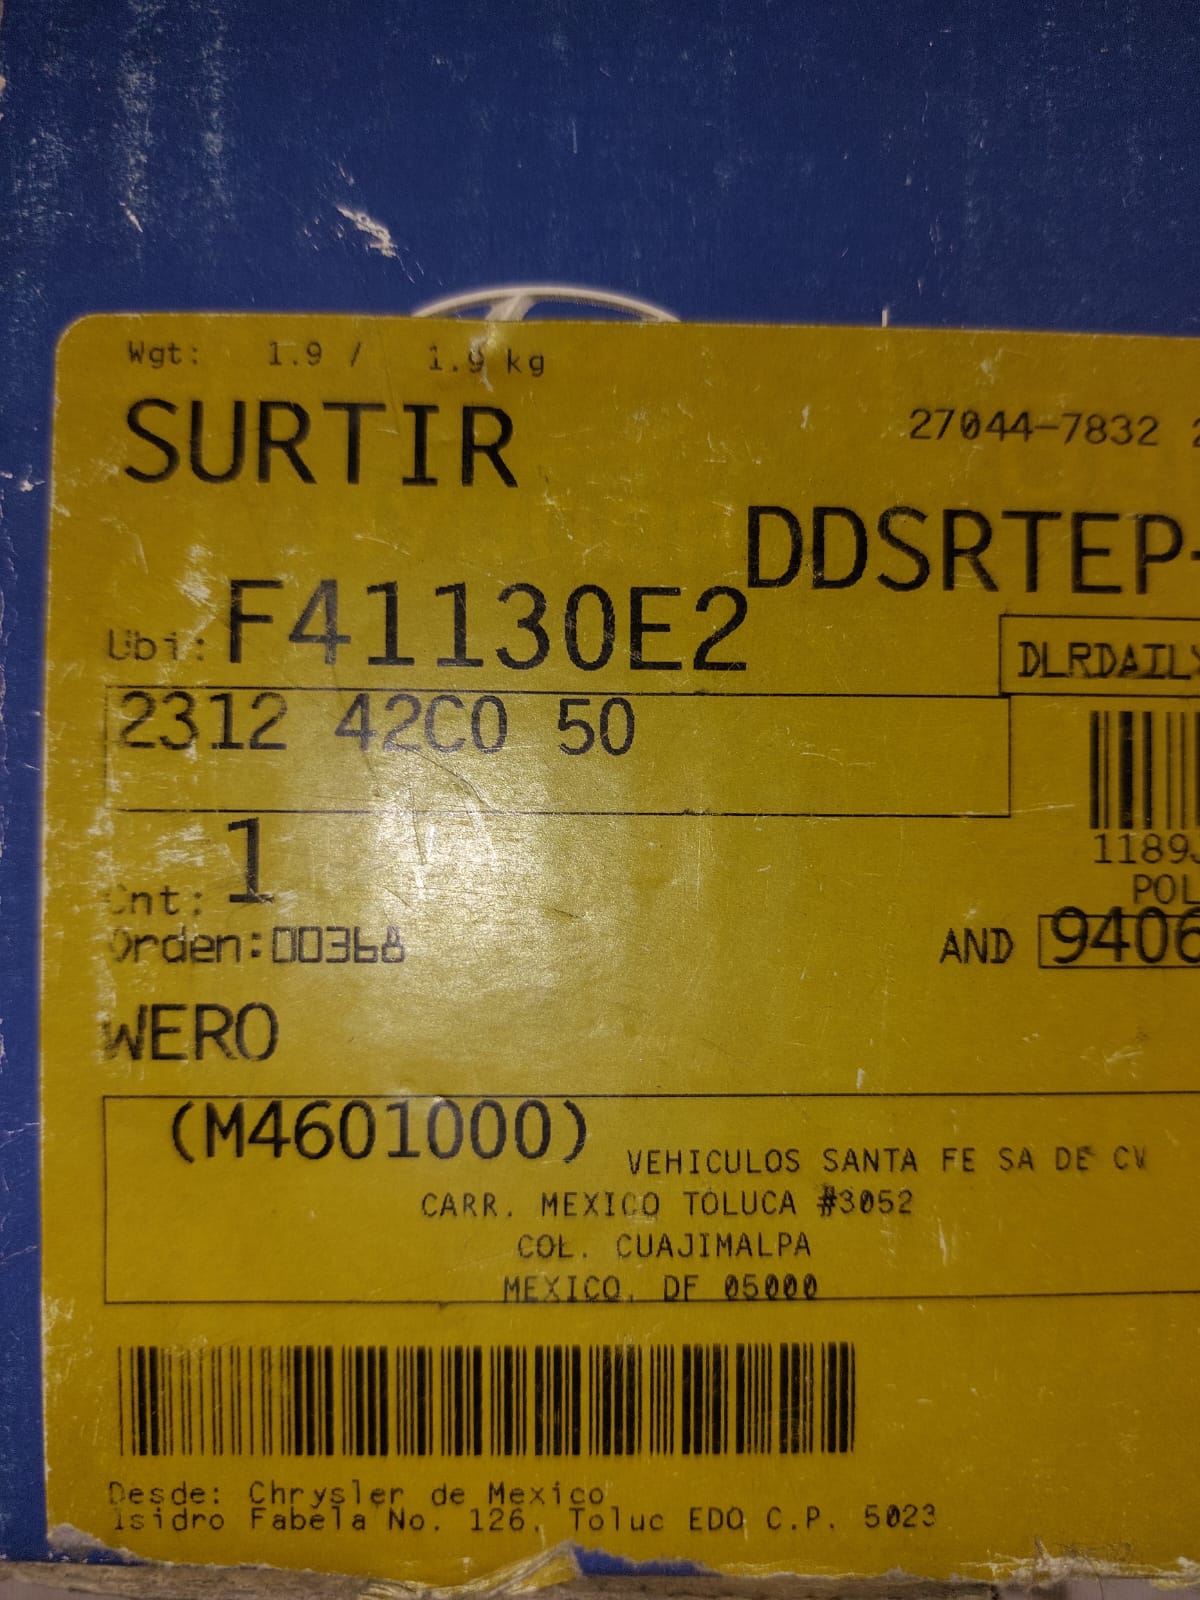 Wgt: 1.9 / 1.9 kg
SURTIR
27044-7832
DDSRTEP-
Ubi: F41130E2
DLRDAILY
2312 42C0 50
1189J
POL
Cnt: 1
Orden:00368
AND 9406
WERO
(M4601000)
VEHICULOS SANTA FE SA DE CV
CARR. MEXICO TOLUCA #3052
COL. CUAJIMALPA
MEXICO, DF 05000
Desde: Chrysler de Mexico
Isidro Fabela No. 126, Toluc EDO C.P. 5023